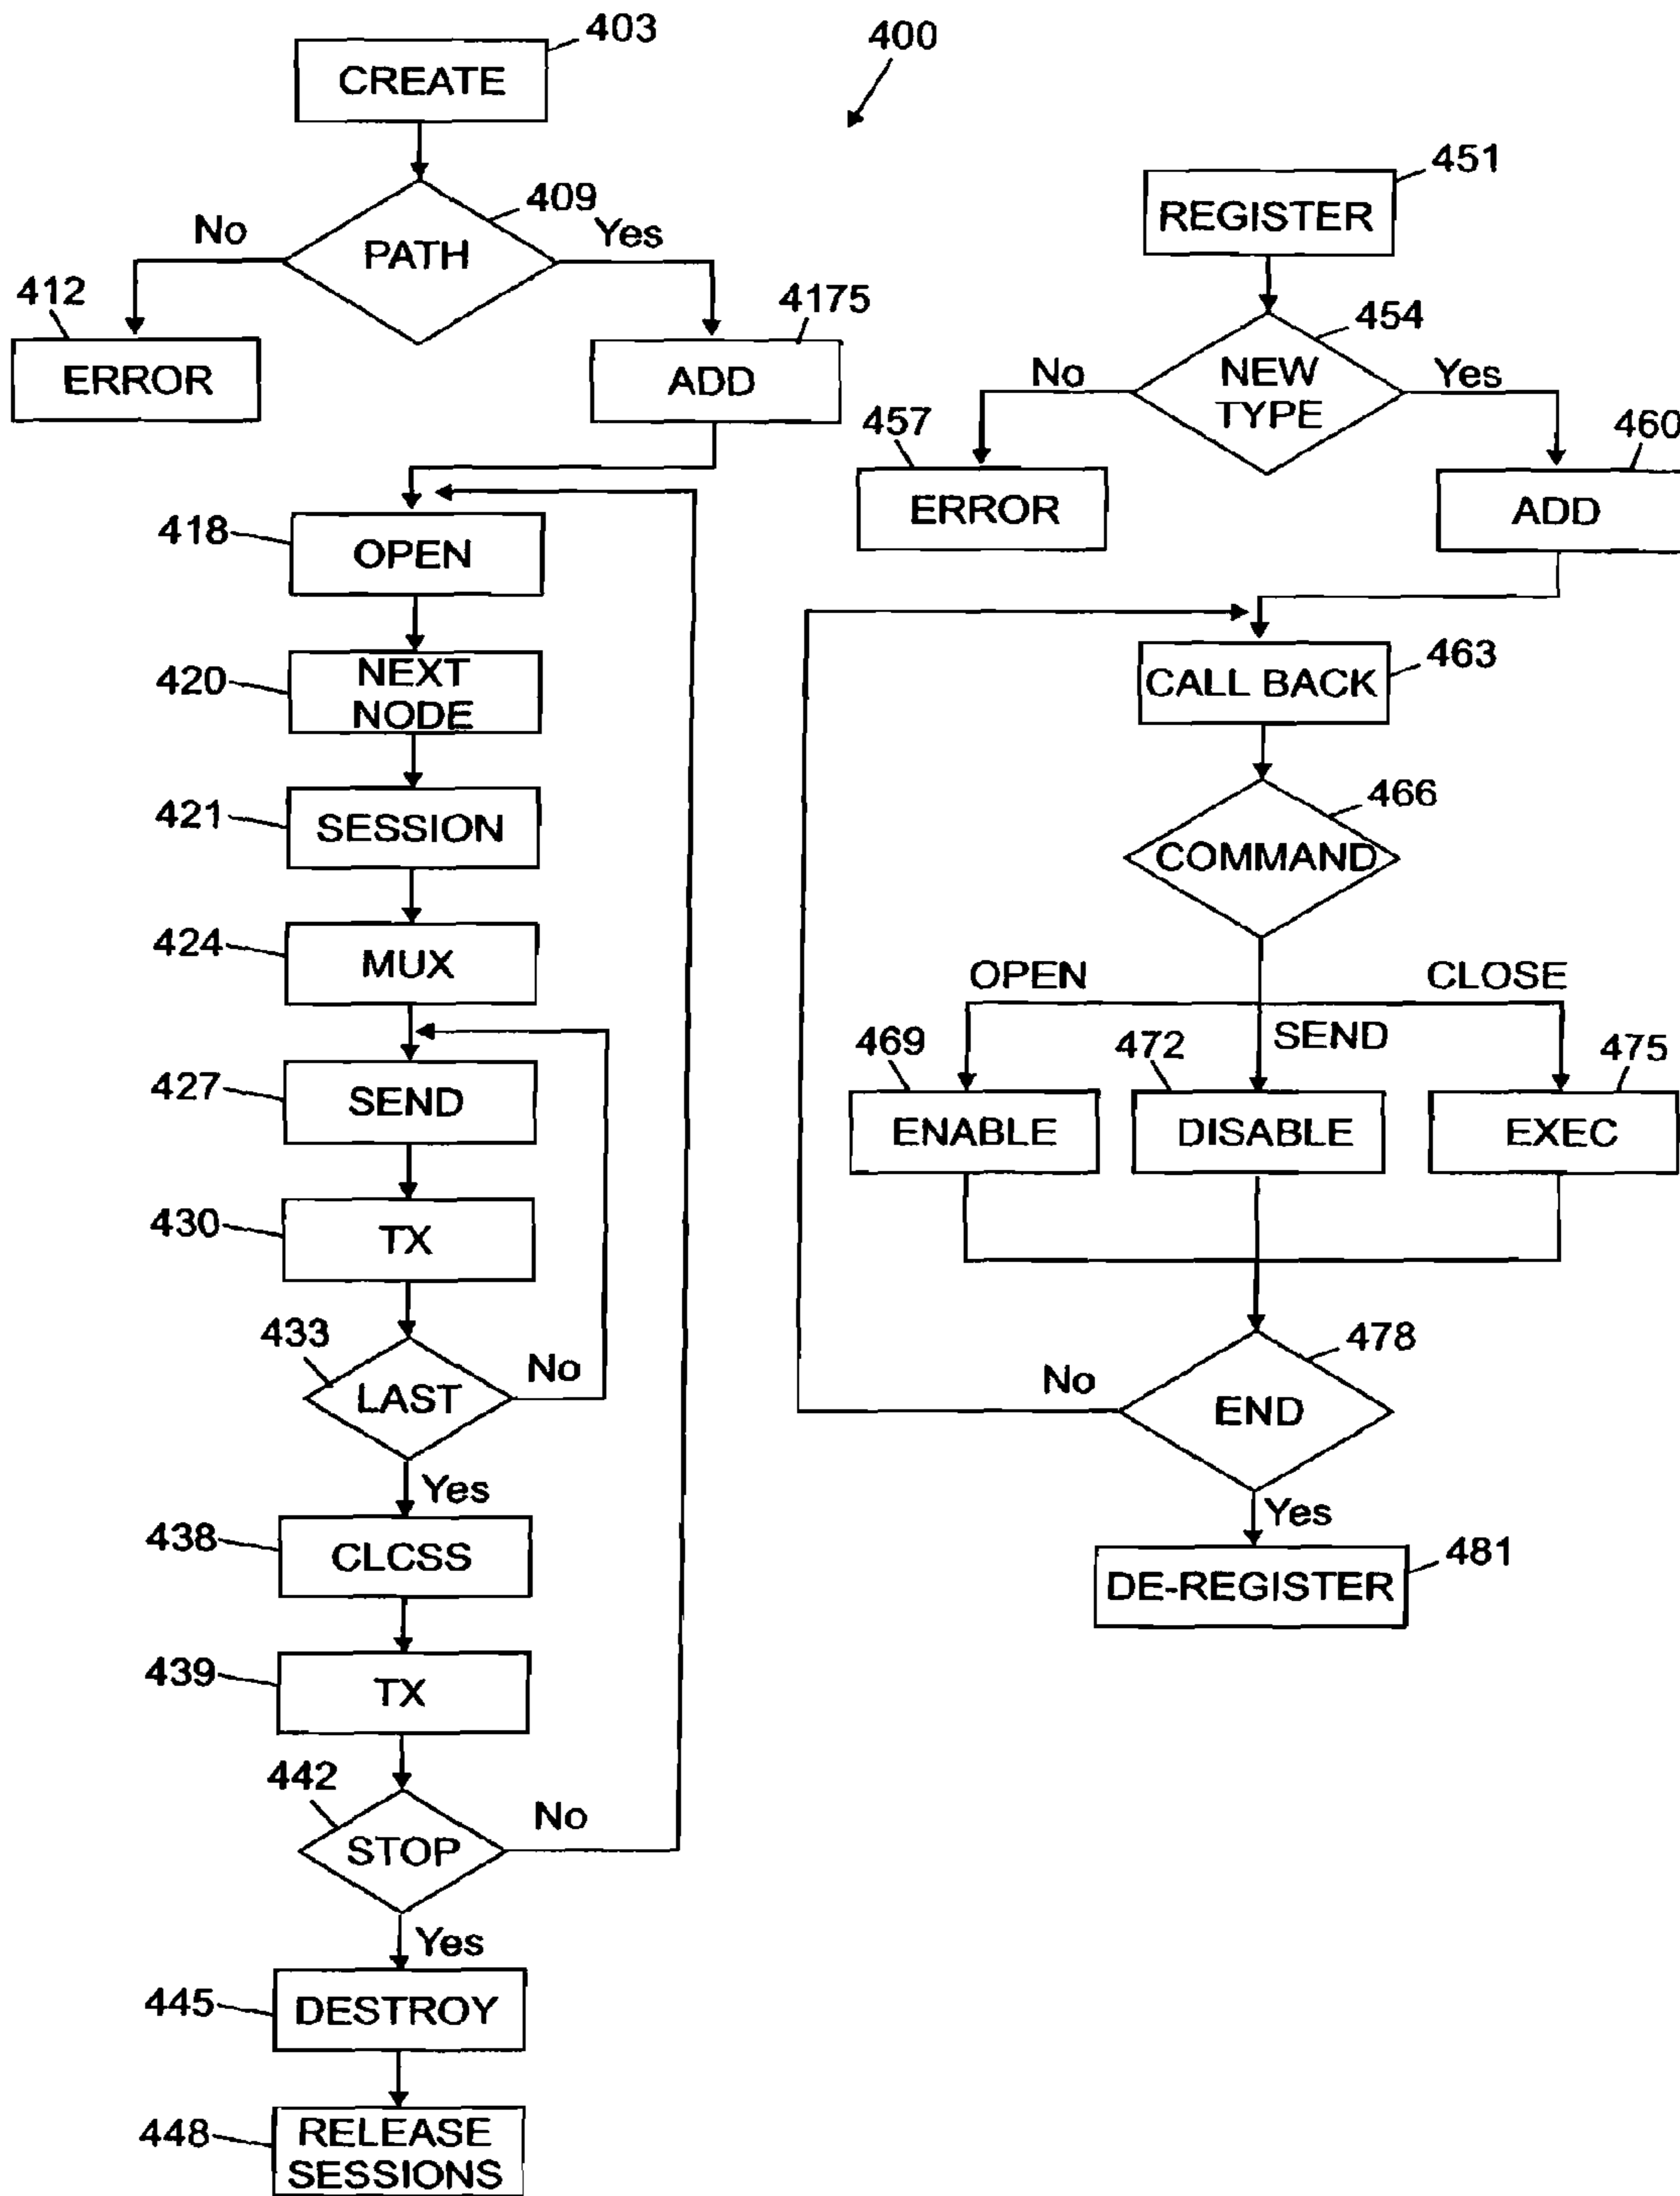 403
CREATE
400
409
No
PATH
Yes
412
ERROR
4175
ADD
418
OPEN
420
NEXT
NODE
421
SESSION
424
MUX
427
SEND
430
TX
433
LAST
No
Yes
438
CLCSS
439
TX
442
STOP
No
Yes
445
DESTROY
448
RELEASE
SESSIONS
451
REGISTER
454
No
NEW
TYPE
Yes
457
ERROR
460
ADD
463
CALL BACK
466
COMMAND
OPEN
SEND
CLOSE
469
ENABLE
472
DISABLE
475
EXEC
478
No
END
Yes
481
DE-REGISTER